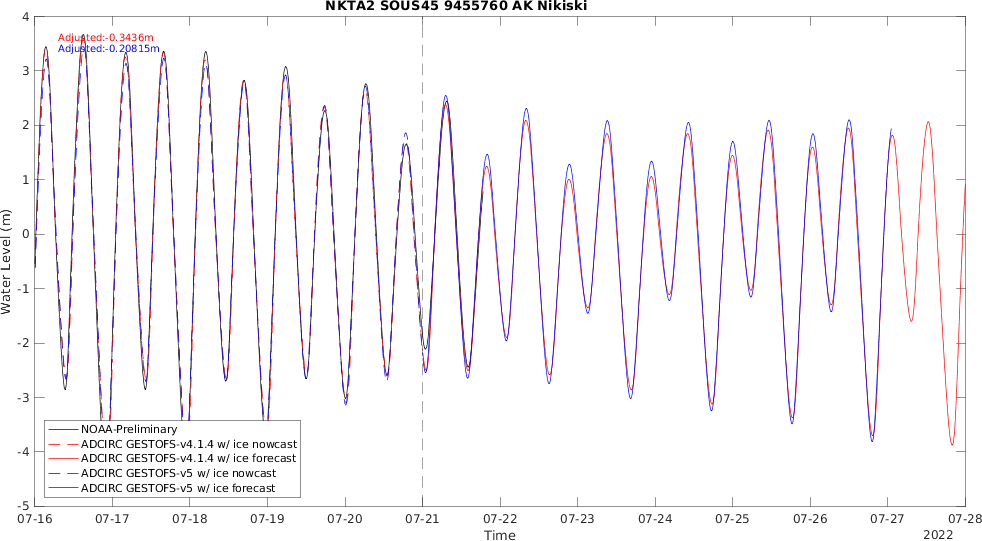 NKTA2 SOUS45 9455760 AK Nikiski
Adjusted:-0.3436m
Adjusted:-0.20815m
4
3
2
1
0
-1
-2
-3
-4
-5
Water Level (m)
NOAA-Preliminary
ADCIRC GESTOFS-v4.1.4 w/ ice nowcast
ADCIRC GESTOFS-v4.1.4 w/ ice forecast
ADCIRC GESTOFS-v5 w/ ice nowcast
ADCIRC GESTOFS-v5 w/ ice forecast
07-16 07-17 07-18 07-19 07-20 07-21 07-22 07-23 07-24 07-25 07-26 07-27 07-28
Time
2022